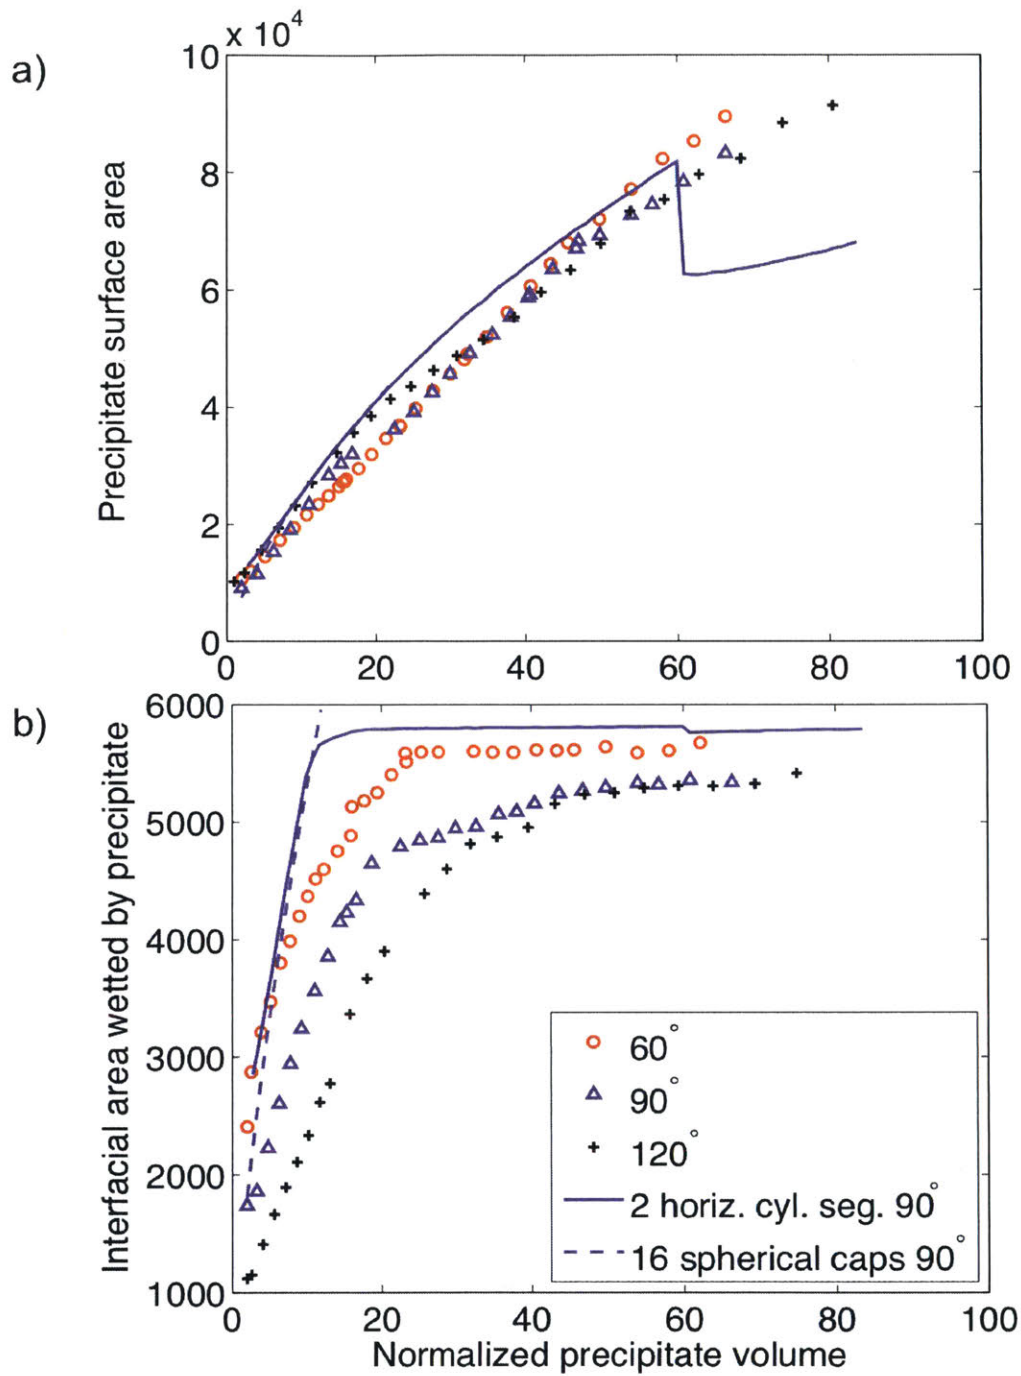 a)
x 10⁴
Precipitate surface area
10
8
6
4
2
0
0 20 40 60 80 100
b)
Interfacial area wetted by precipitate
6000
5000
4000
3000
2000
1000
60°
90°
120°
2 horiz. cyl. seg. 90°
16 spherical caps 90°
0 20 40 60 80 100
Normalized precipitate volume